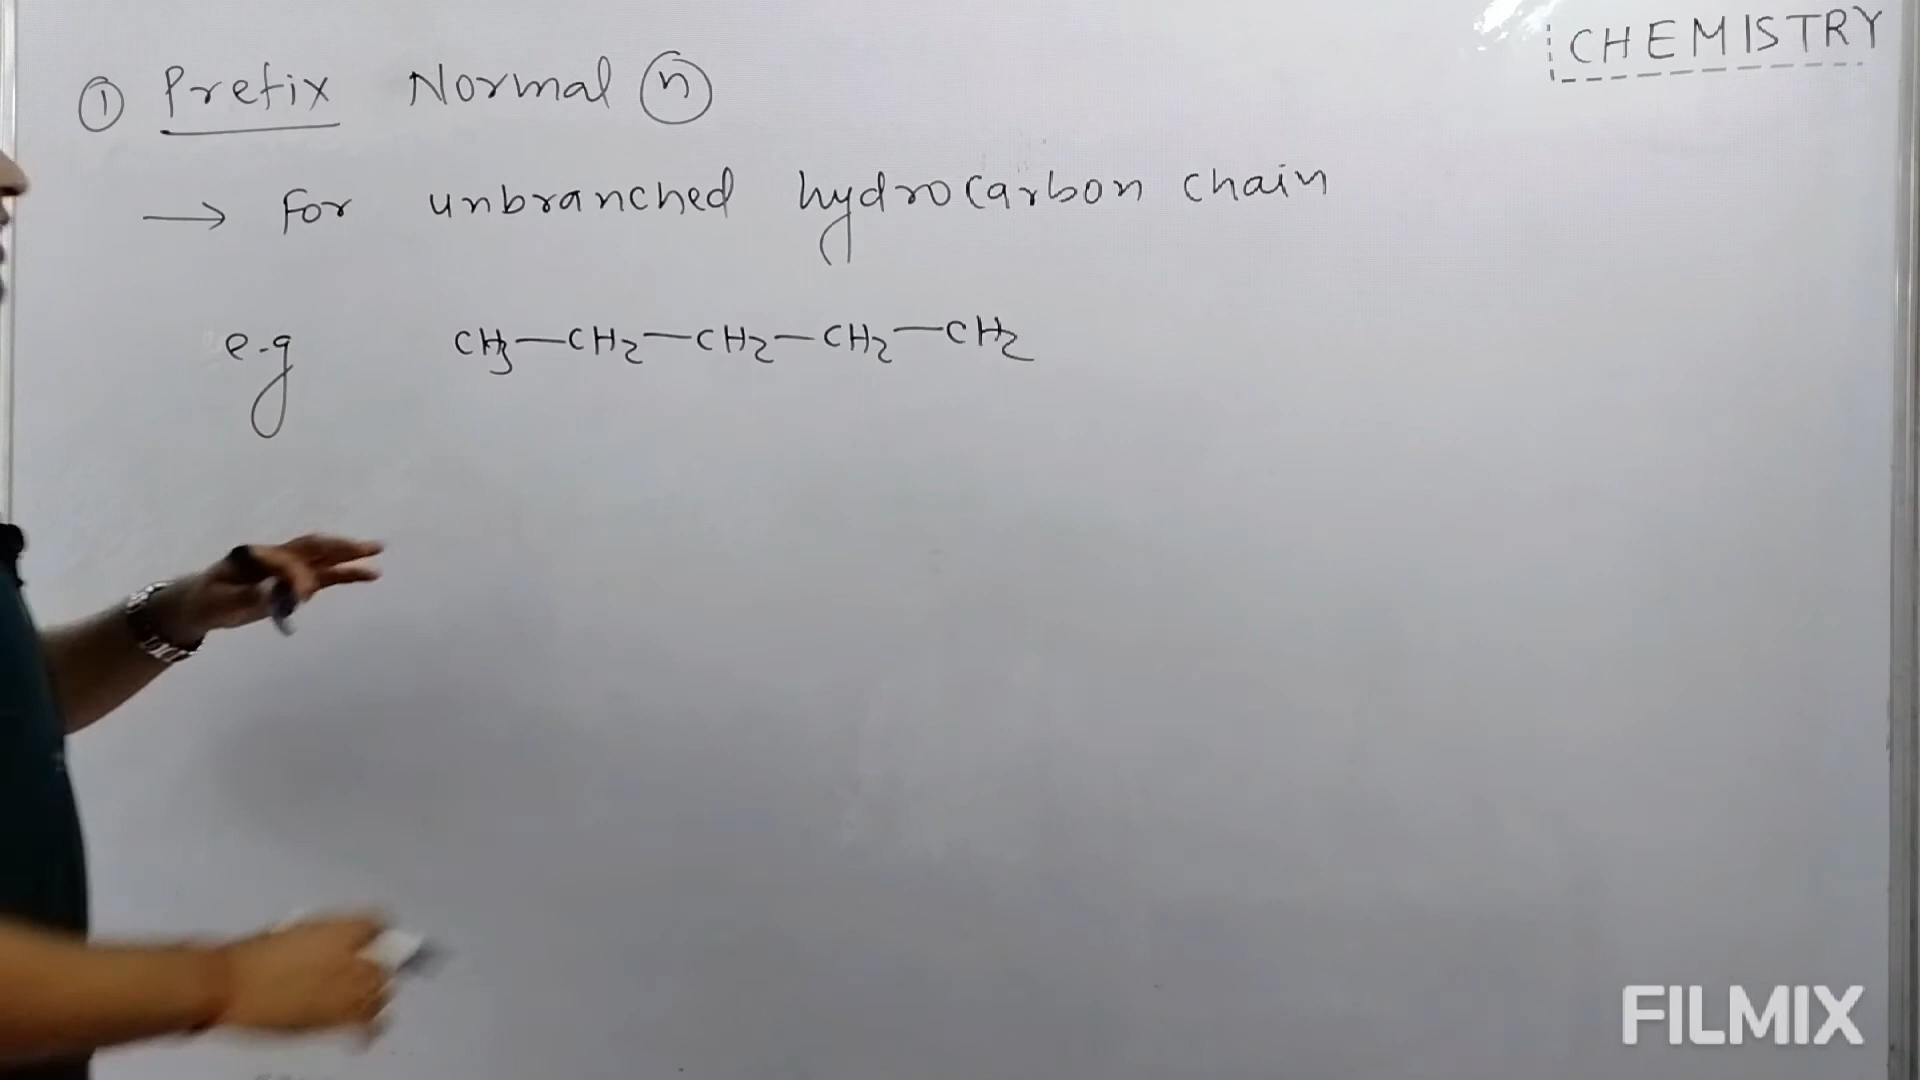 CHEMISTRY
① Prefix Normal ⓝ
→ For unbranched hydrocarbon chain
e.g CH3—CH2—CH2—CH2—CH2
FILMIX